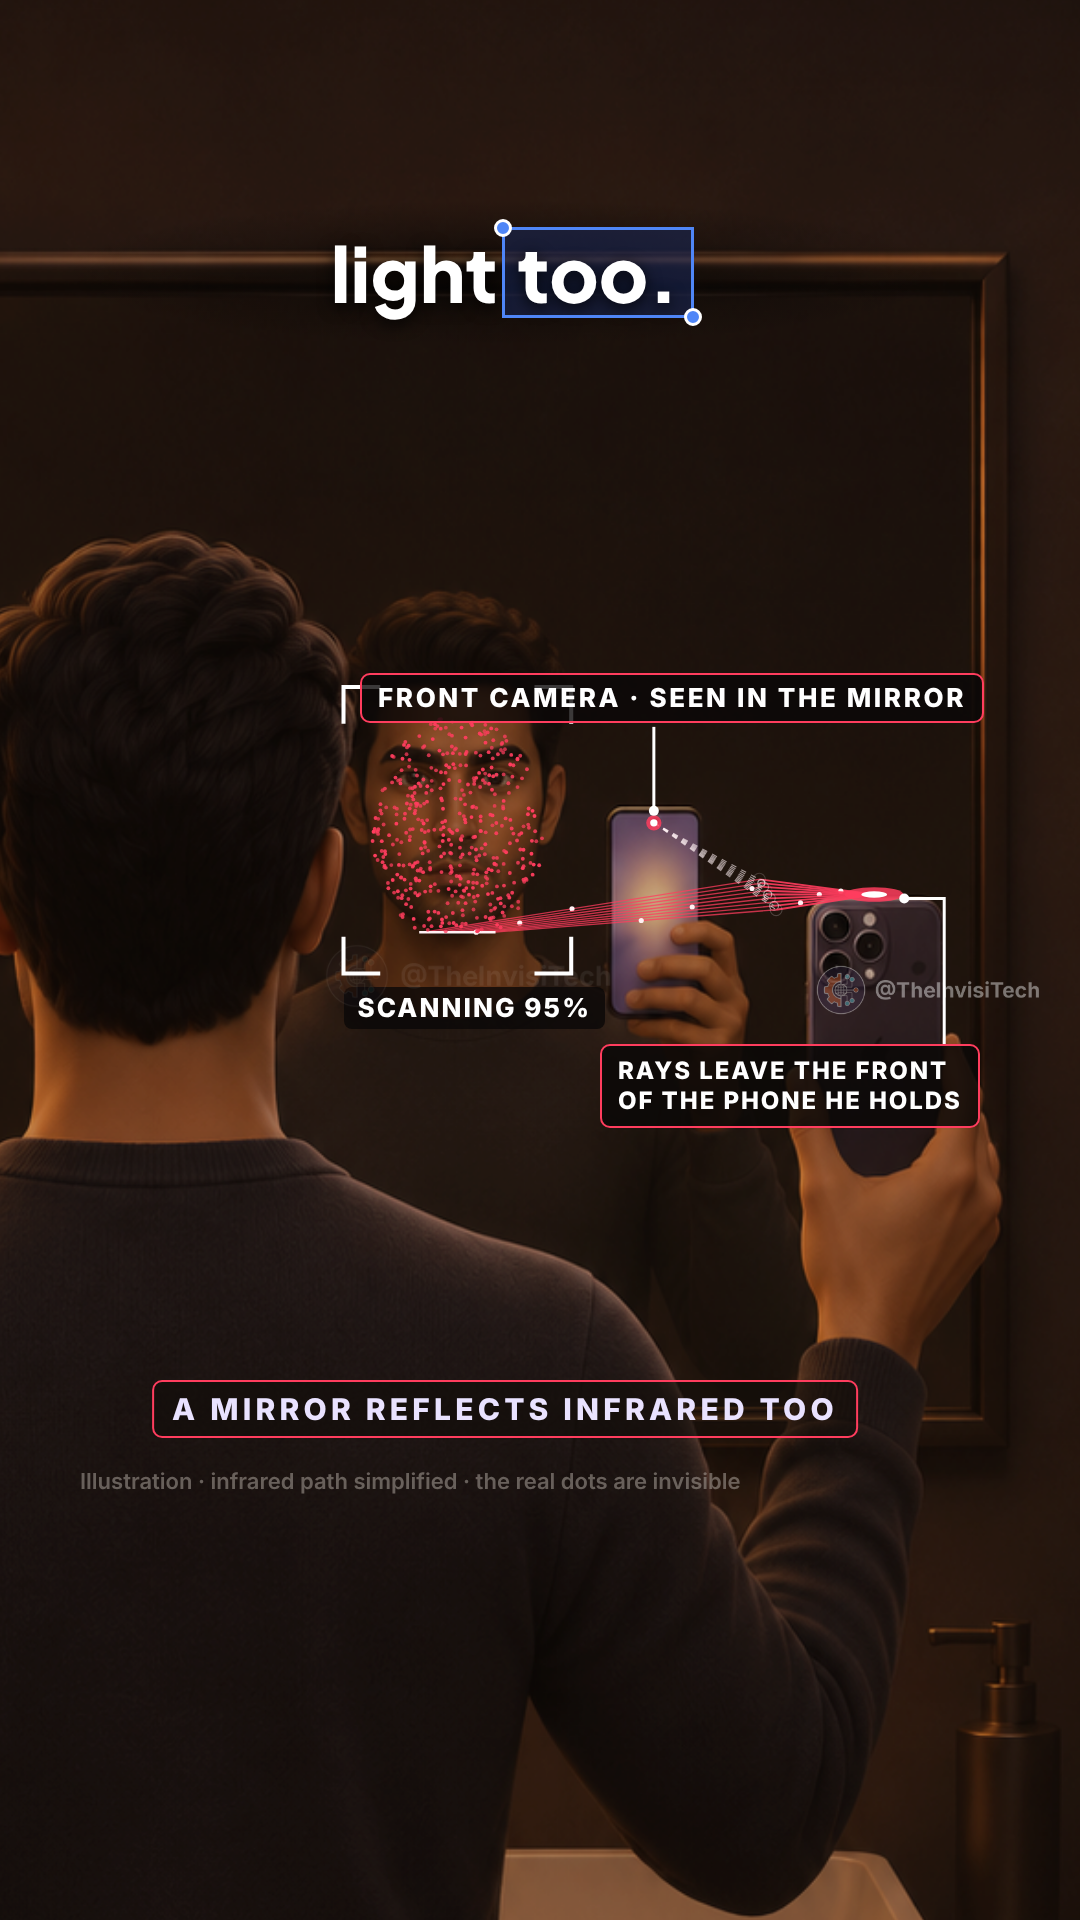 light too.
FRONT CAMERA · SEEN IN THE MIRROR
@TheInvisiTech
SCANNING 95%
@TheInvisiTech
RAYS LEAVE THE FRONT
OF THE PHONE HE HOLDS
A MIRROR REFLECTS INFRARED TOO
Illustration · infrared path simplified · the real dots are invisible